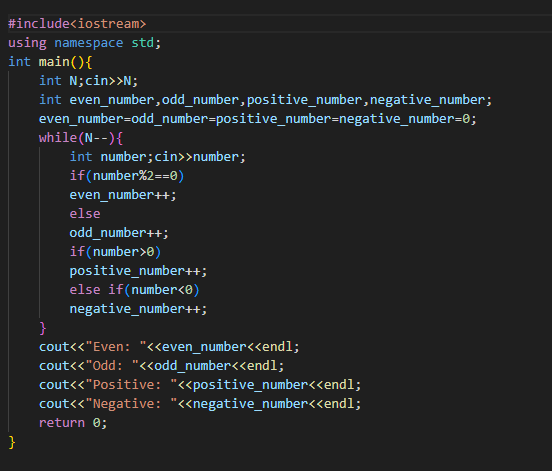 #include<iostream>
using namespace std;
int main(){
    int N;cin>>N;
    int even_number,odd_number,positive_number,negative_number;
    even_number=odd_number=positive_number=negative_number=0;
    while(N--){
        int number;cin>>number;
        if(number%2==0)
        even_number++;
        else
        odd_number++;
        if(number>0)
        positive_number++;
        else if(number<0)
        negative_number++;
    }
    cout<<"Even: "<<even_number<<endl;
    cout<<"Odd: "<<odd_number<<endl;
    cout<<"Positive: "<<positive_number<<endl;
    cout<<"Negative: "<<negative_number<<endl;
    return 0;
}